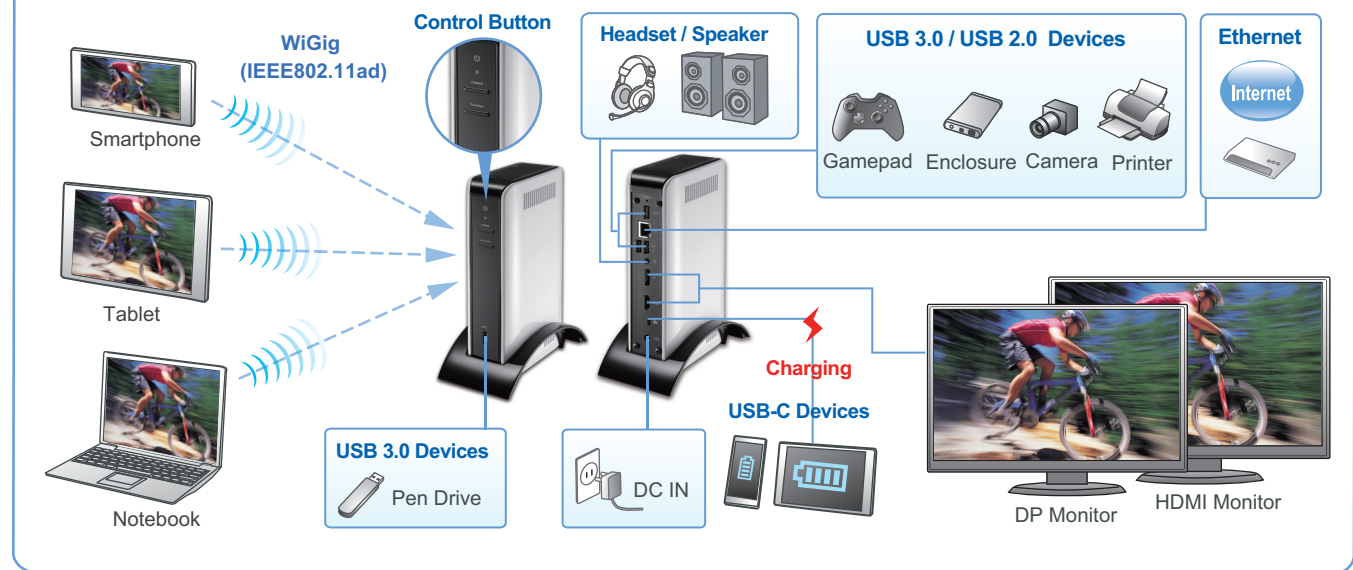 Control Button
WiGig
(IEEE802.11ad)
Smartphone
Tablet
Notebook
Headset / Speaker
USB 3.0 / USB 2.0 Devices
Gamepad
Enclosure
Camera
Printer
Ethernet
Internet
Charging
USB-C Devices
USB 3.0 Devices
Pen Drive
DC IN
DP Monitor
HDMI Monitor